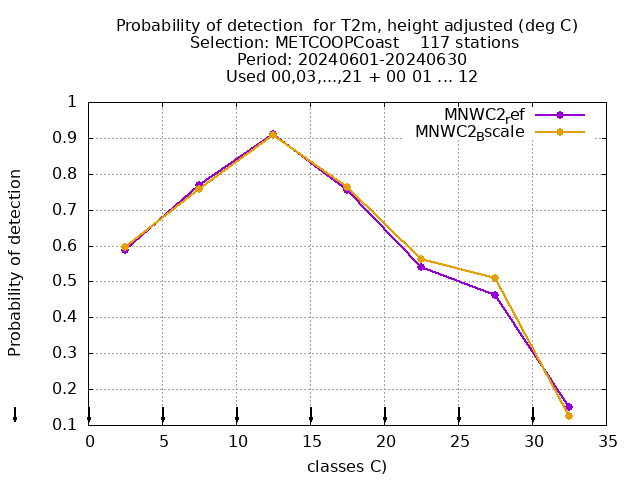 Probability of detection  for T2m, height adjusted (deg C)
Selection: METCOOPCoast    117 stations
Period: 20240601-20240630
Used 00,03,...,21 + 00 01 ... 12
MNWC2ref
MNWC2Bscale
1
0.9
0.8
0.7
0.6
0.5
0.4
0.3
0.2
0.1
Probability of detection
0 5 10 15 20 25 30 35
classes C)